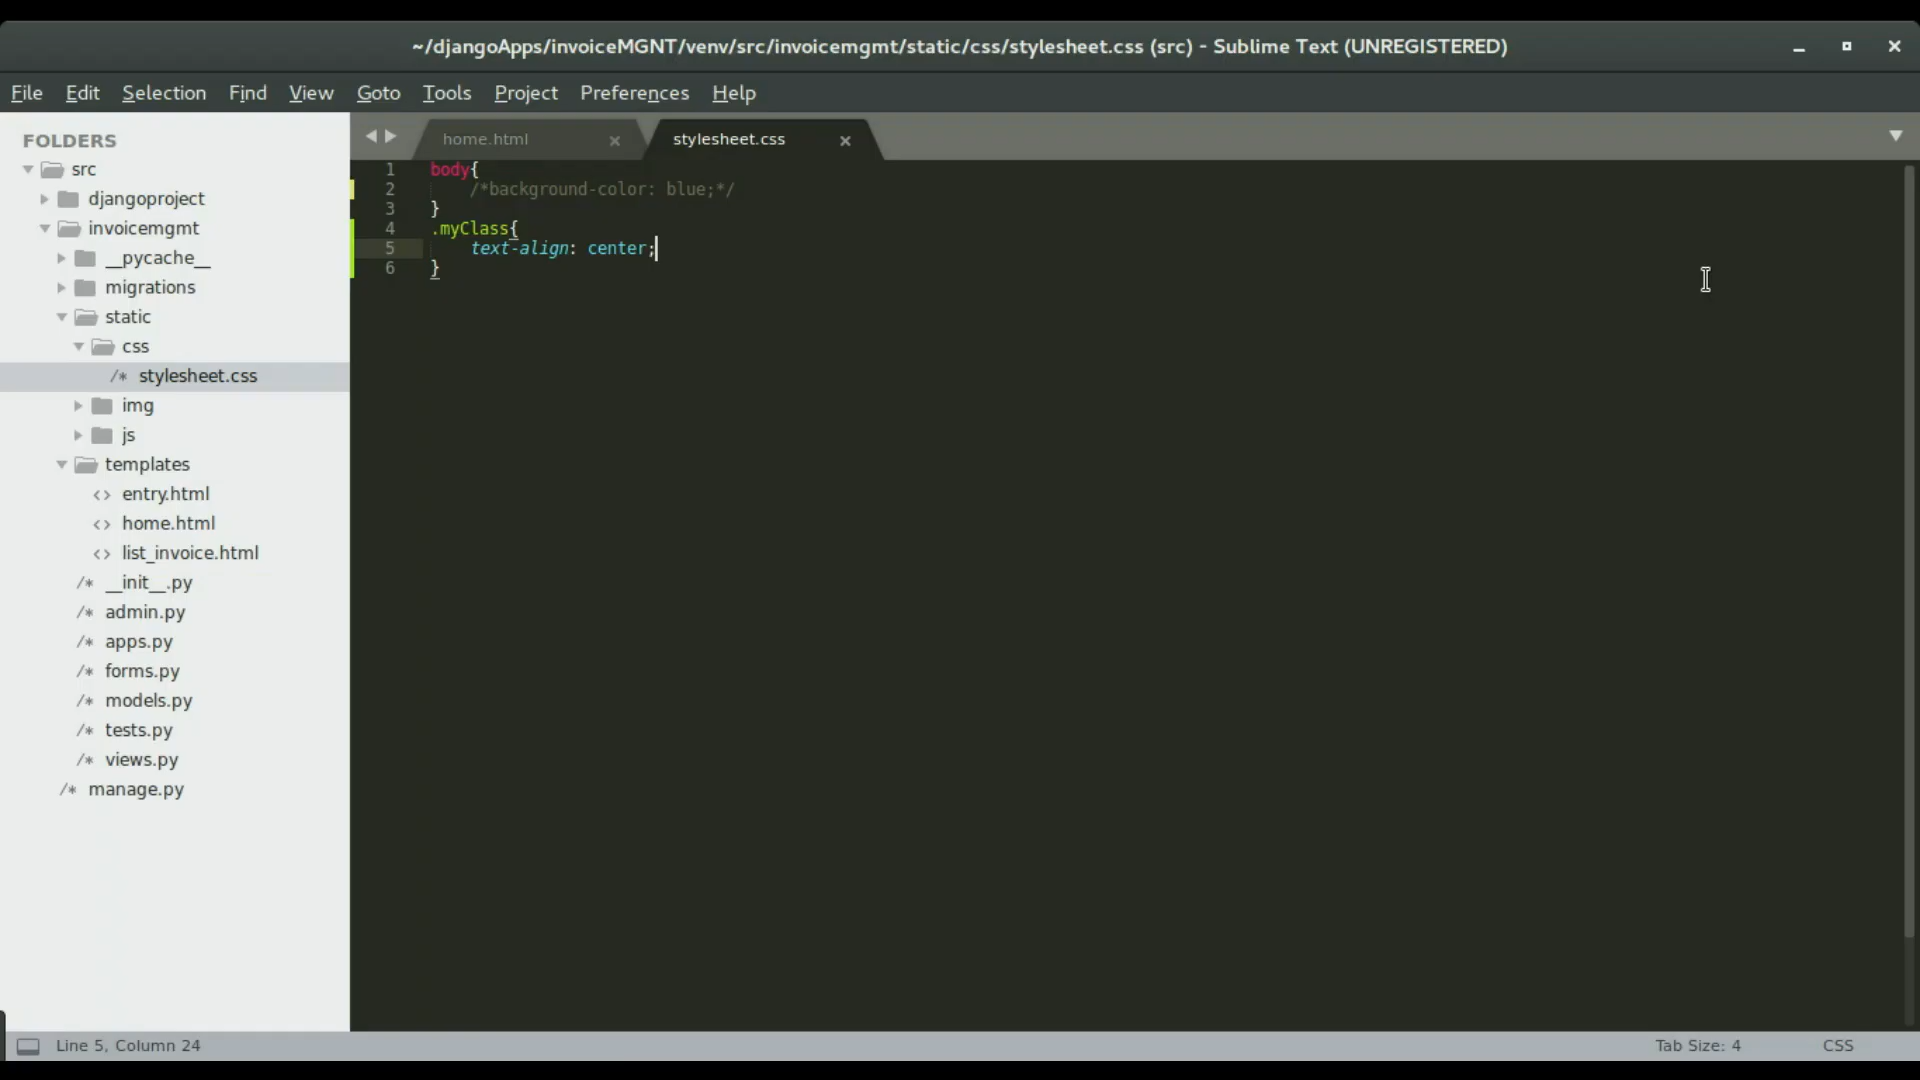 ~/djangoApps/invoiceMGNT/venv/src/invoicemgmt/static/css/stylesheet.css (src) - Sublime Text (UNREGISTERED)
File Edit Selection Find View Goto Tools Project Preferences Help
FOLDERS
src
djangoproject
invoicemgmt
__pycache__
migrations
static
css
/* stylesheet.css
img
js
templates
<> entry.html
<> home.html
<> list_invoice.html
/* __init__.py
/* admin.py
/* apps.py
/* forms.py
/* models.py
/* tests.py
/* views.py
/* manage.py
home.html × stylesheet.css ×
1 body{
2 /*background-color: blue;*/
3 }
4 .myClass{
5 text-align: center;
6 }
Line 5, Column 24 Tab Size: 4 CSS